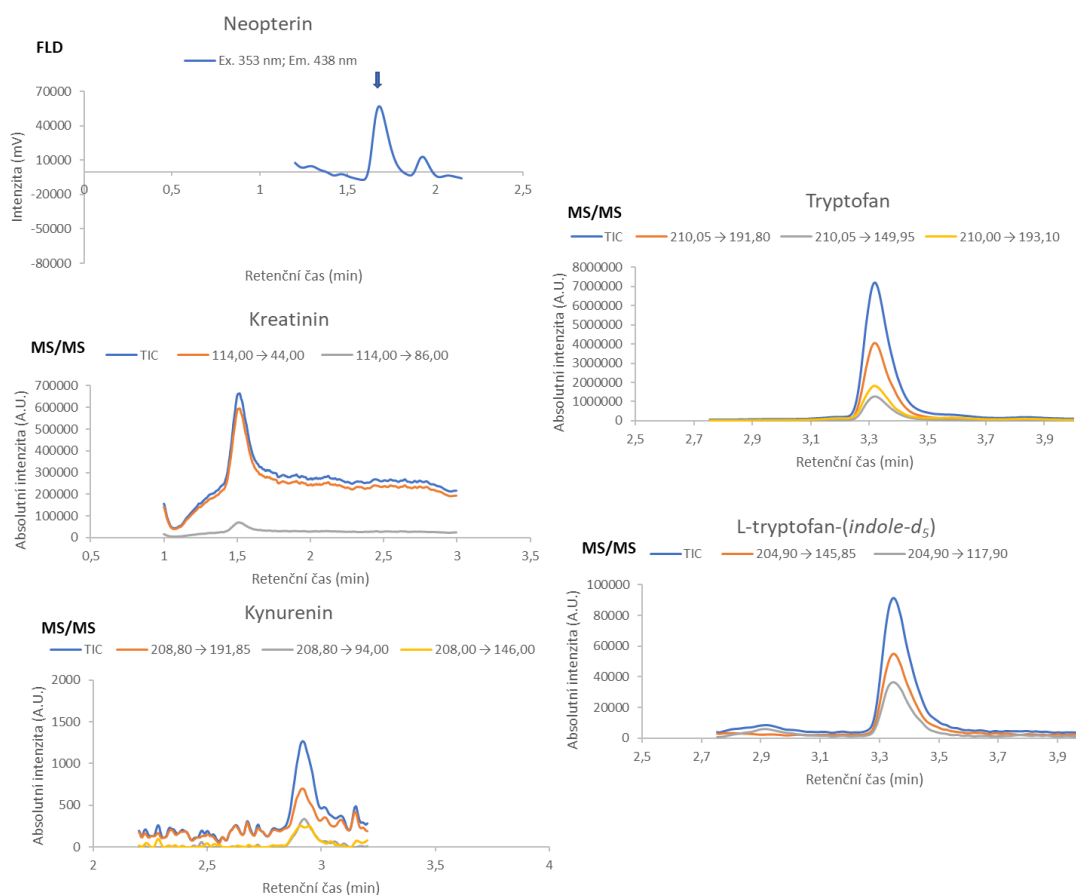 Neopterin
FLD
Ex. 353 nm; Em. 438 nm
Intenzita (mV)
70000
40000
10000
-20000
-50000
-80000
0
0,5
1
1,5
2
2,5
Retenční čas (min)
Kreatinin
MS/MS
TIC 114,00 → 44,00 114,00 → 86,00
Absolutní intenzita (A.U.)
700000
600000
500000
400000
300000
200000
100000
0
0,5 1 1,5 2 2,5 3 3,5
Retenční čas (min)
Kynurenin
MS/MS
TIC 208,80 → 191,85 208,80 → 94,00 208,00 → 146,00
Absolutní intenzita (A.U.)
2000
1500
1000
500
0
2 2,5 3 3,5 4
Retenční čas (min)
Tryptofan
MS/MS
TIC 210,05 → 191,80 210,05 → 149,95 210,00 → 193,10
Absolutní intenzita (A.U.)
8000000
7000000
6000000
5000000
4000000
3000000
2000000
1000000
0
2,5 2,7 2,9 3,1 3,3 3,5 3,7 3,9
Retenční čas (min)
L-tryptofan-(indole-d5)
MS/MS
TIC 204,90 → 145,85 204,90 → 117,90
Absolutní intenzita (A.U.)
100000
80000
60000
40000
20000
0
2,5 2,7 2,9 3,1 3,3 3,5 3,7 3,9
Retenční čas (min)